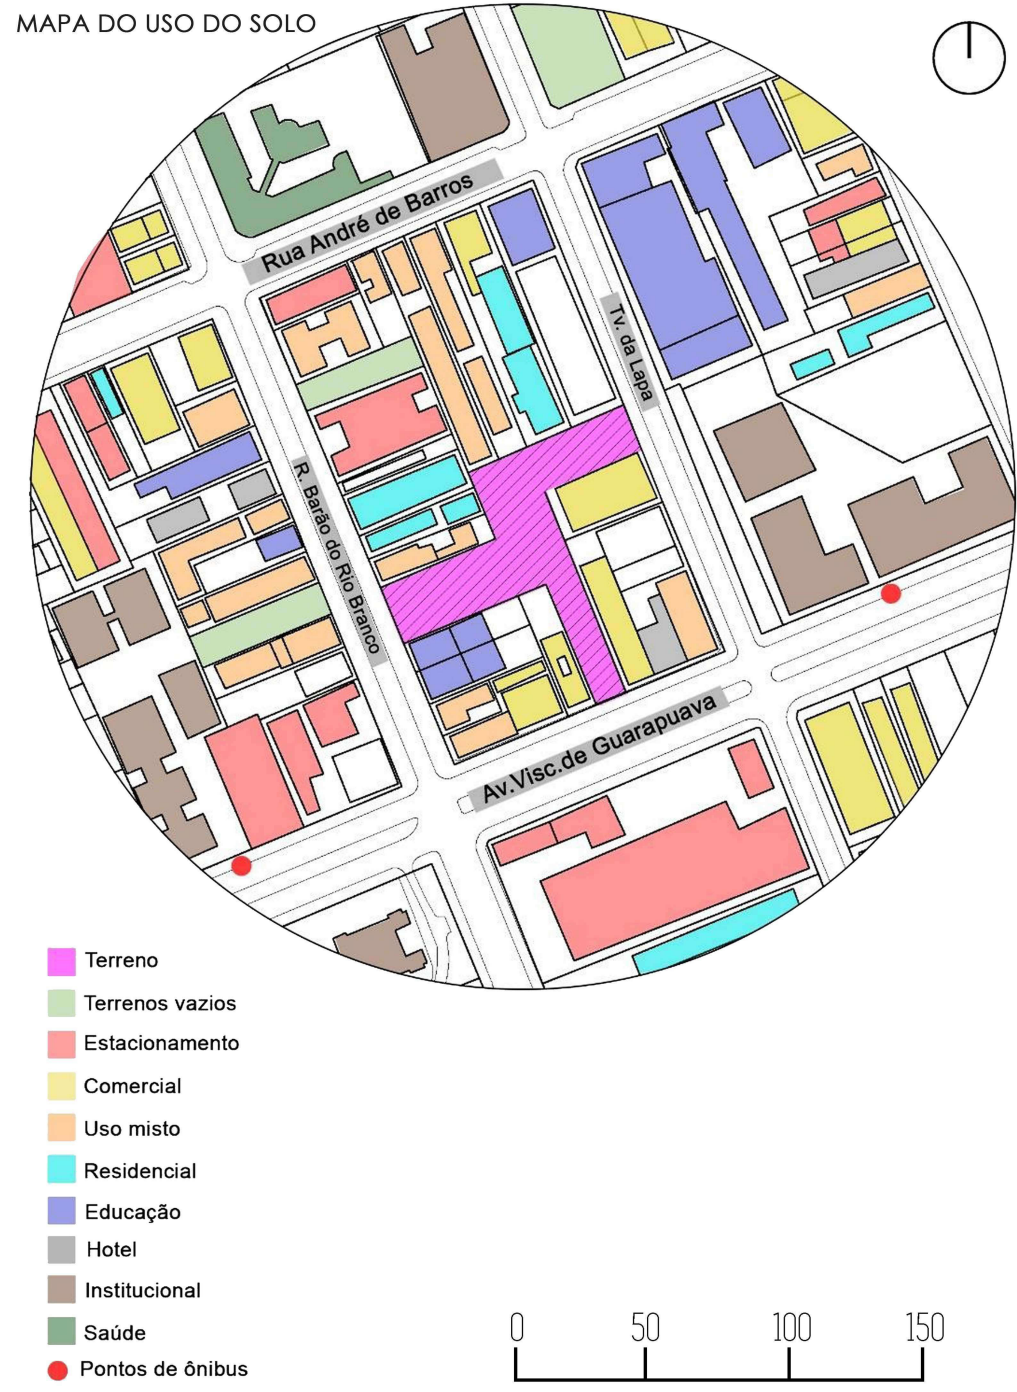 MAPA DO USO DO SOLO
Rua André de Barros
Tv. da Lapa
R. Barão do Rio Branco
Av.Visc.de Guarapuava
Terreno
Terrenos vazios
Estacionamento
Comercial
Uso misto
Residencial
Educação
Hotel
Institucional
Saúde
Pontos de ônibus
0 50 100 150